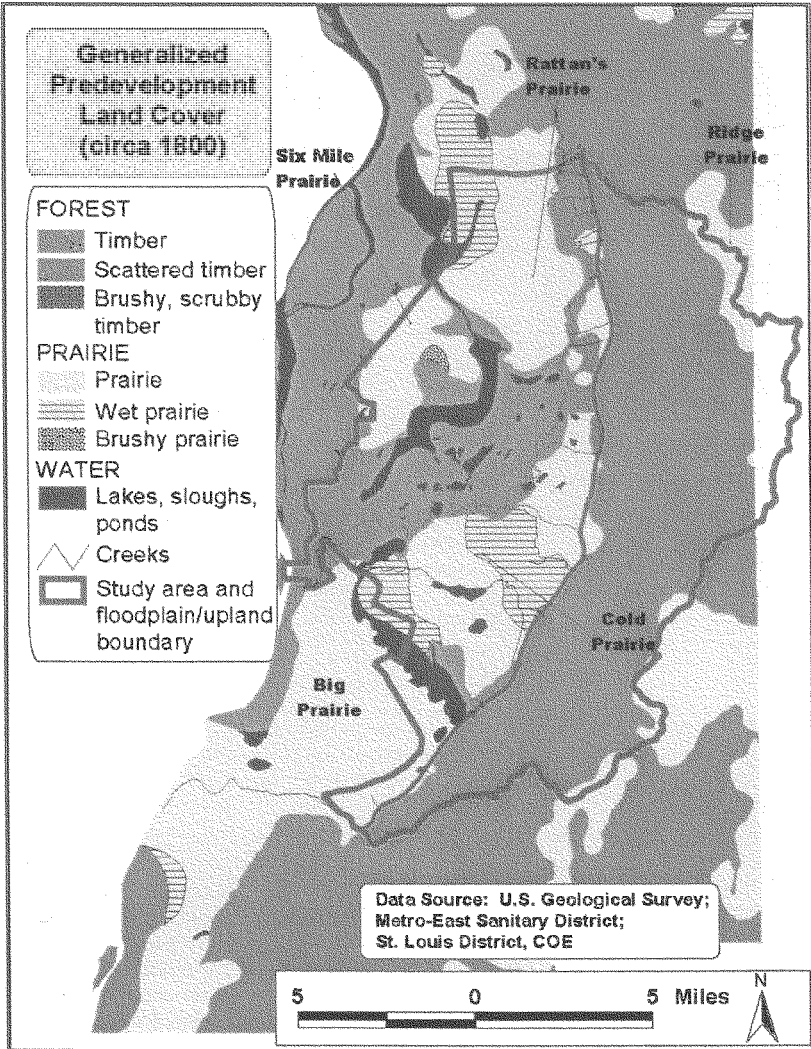 Generalized
Predevelopment
Land Cover
(circa 1800)
Rattan's
Prairie
Ridge
Prairie
Six Mile
Prairie
FOREST
Timber
Scattered timber
Brushy, scrubby
timber
PRAIRIE
Prairie
Wet prairie
Brushy prairie
WATER
Lakes, sloughs,
ponds
Creeks
Study area and
floodplain/upland
boundary
Cold
Prairie
Big
Prairie
Data Source: U.S. Geological Survey;
Metro-East Sanitary District;
St. Louis District, COE
5 0 5 Miles
N